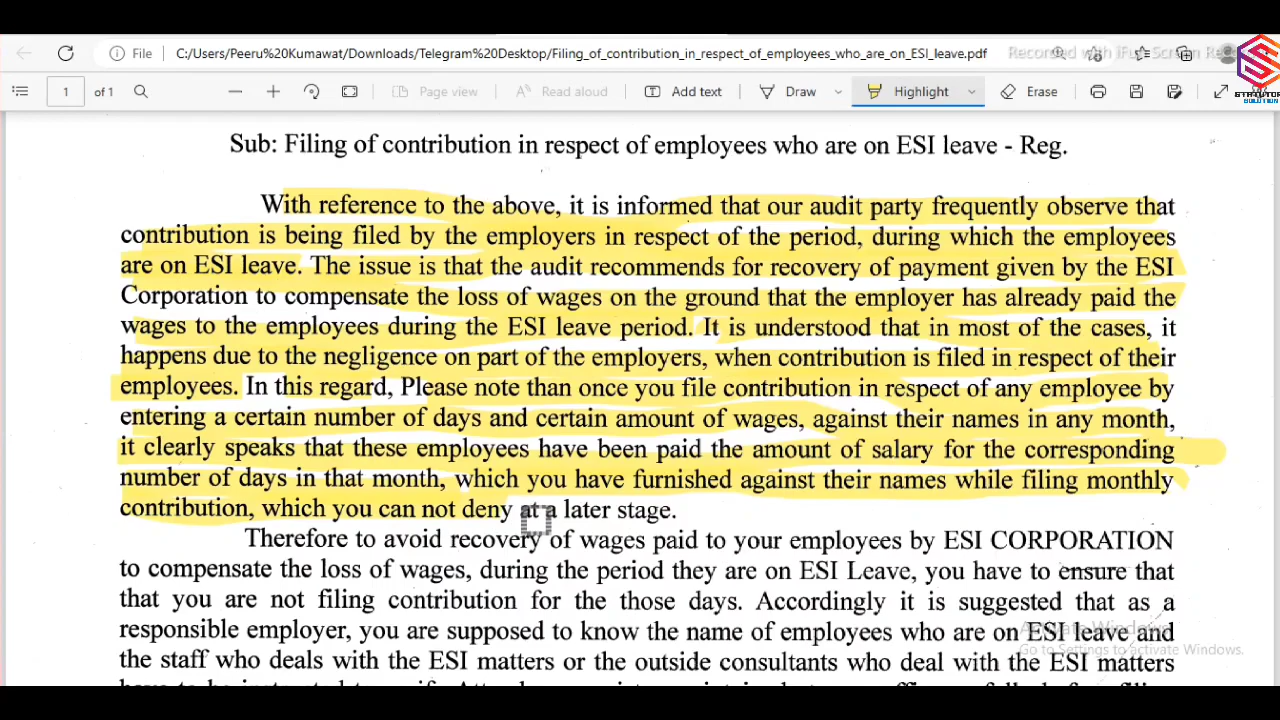 File
C:/Users/Peeru%20Kumawat/Downloads/Telegram%20Desktop/Filing_of_contribution_in_respect_of_employees_who_are_on_ESI_leave.pdf
Recorded with iFun Screen
1 of 1
Page view
Read aloud
Add text
Draw
Highlight
Erase
SOLUTION
Sub: Filing of contribution in respect of employees who are on ESI leave - Reg.
With reference to the above, it is informed that our audit party frequently observe that
contribution is being filed by the employers in respect of the period, during which the employees
are on ESI leave. The issue is that the audit recommends for recovery of payment given by the ESI
Corporation to compensate the loss of wages on the ground that the employer has already paid the
wages to the employees during the ESI leave period. It is understood that in most of the cases, it
happens due to the negligence on part of the employers, when contribution is filed in respect of their
employees. In this regard, Please note than once you file contribution in respect of any employee by
entering a certain number of days and certain amount of wages, against their names in any month,
it clearly speaks that these employees have been paid the amount of salary for the corresponding
number of days in that month, which you have furnished against their names while filing monthly
contribution, which you can not deny at a later stage.
Therefore to avoid recovery of wages paid to your employees by ESI CORPORATION
to compensate the loss of wages, during the period they are on ESI Leave, you have to ensure that
that you are not filing contribution for the those days. Accordingly it is suggested that as a
responsible employer, you are supposed to know the name of employees who are on ESI leave and
the staff who deals with the ESI matters or the outside consultants who deal with the ESI matters
Activate Windows
Go to Settings to activate Windows.